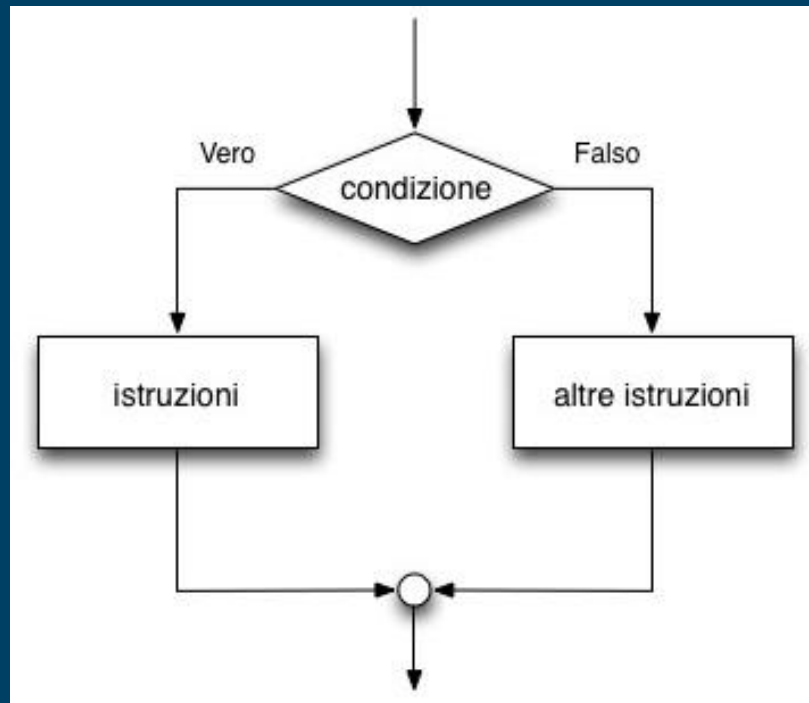 Vero
Falso
condizione
istruzioni
altre istruzioni